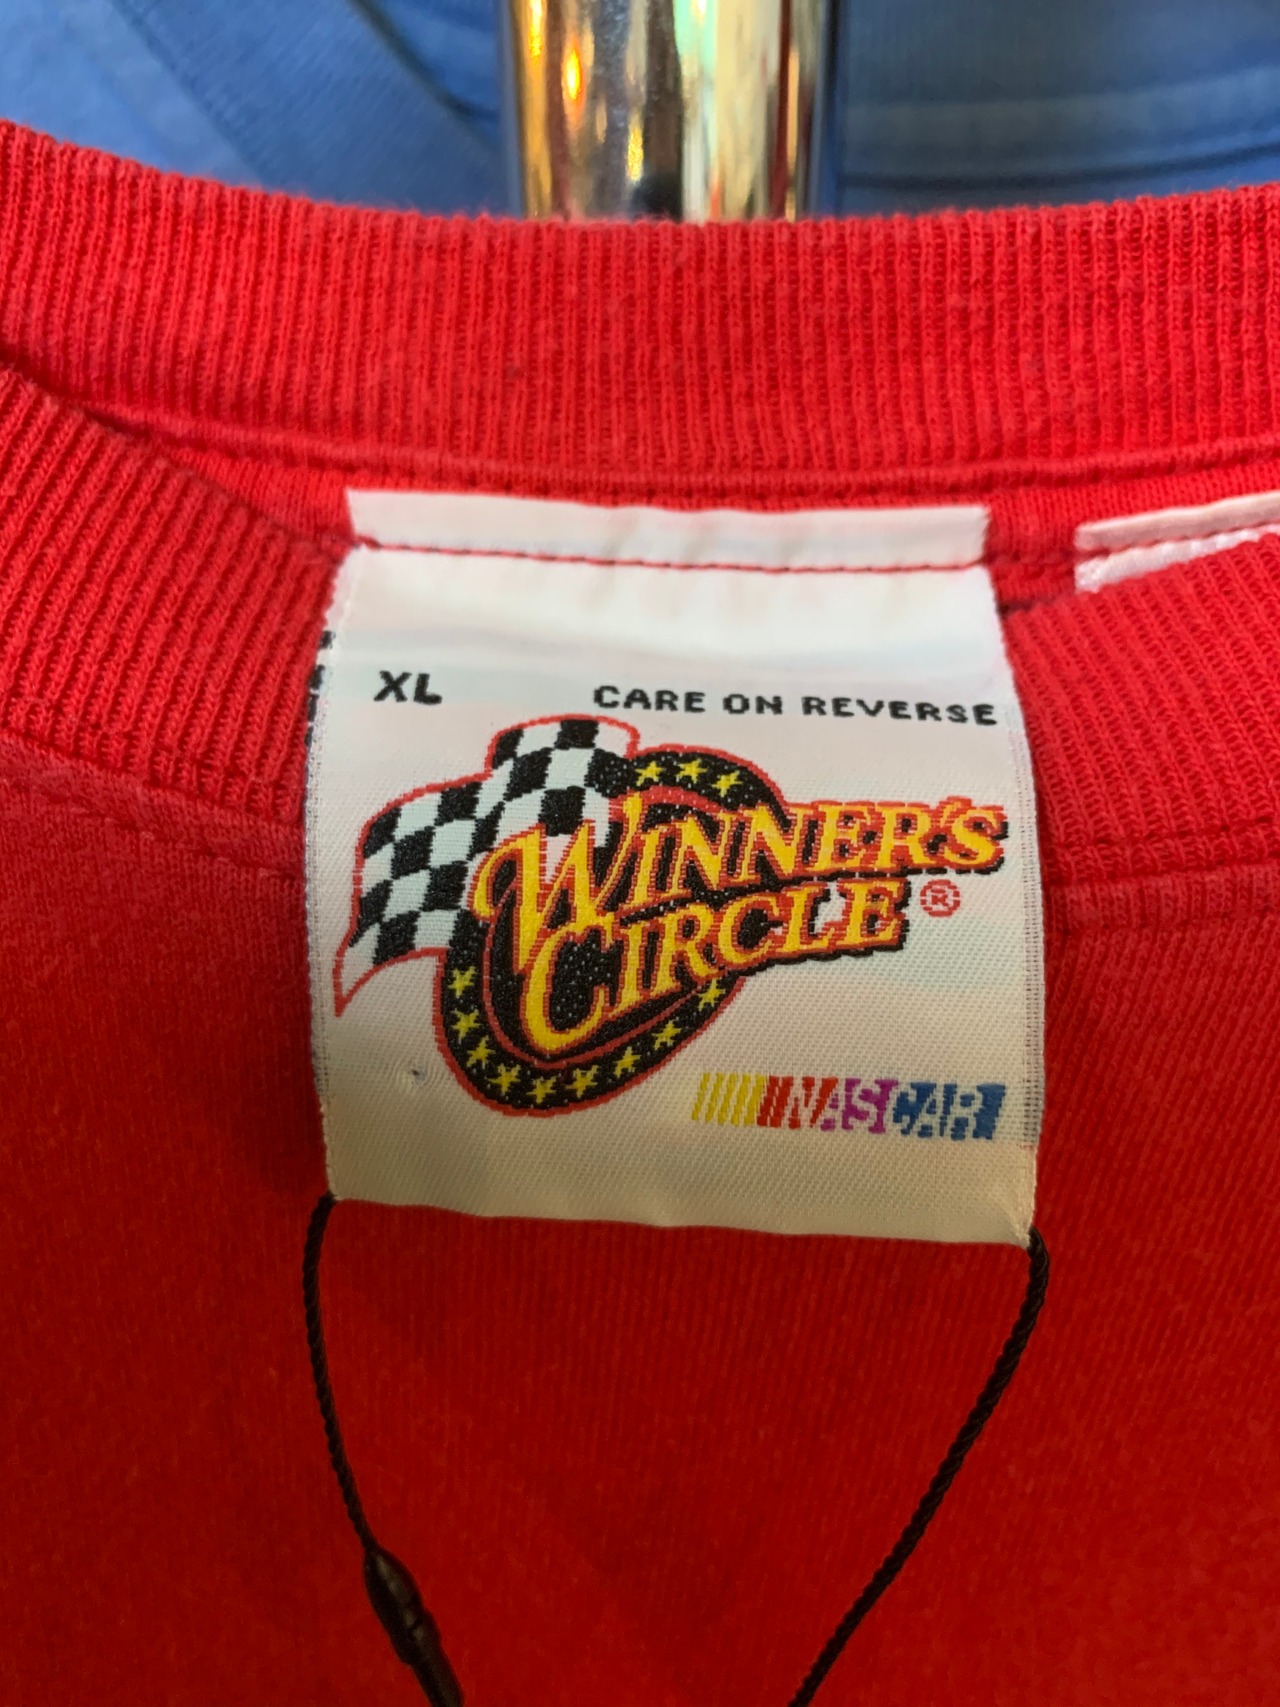 XL CARE ON REVERSE
WINNER'S
CIRCLE®
NASCAR